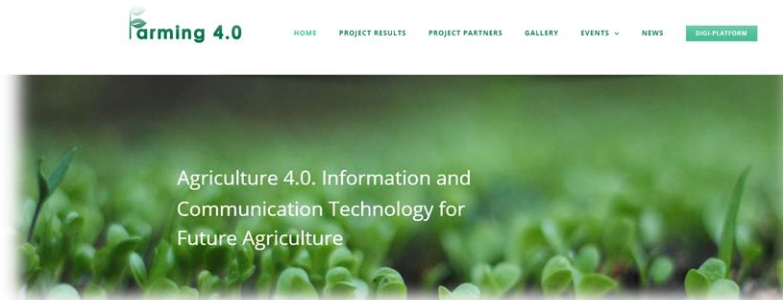 Farming 4.0
HOME PROJECT RESULTS PROJECT PARTNERS GALLERY EVENTS NEWS DIGI-PLATFORM
Agriculture 4.0. Information and
Communication Technology for
Future Agriculture